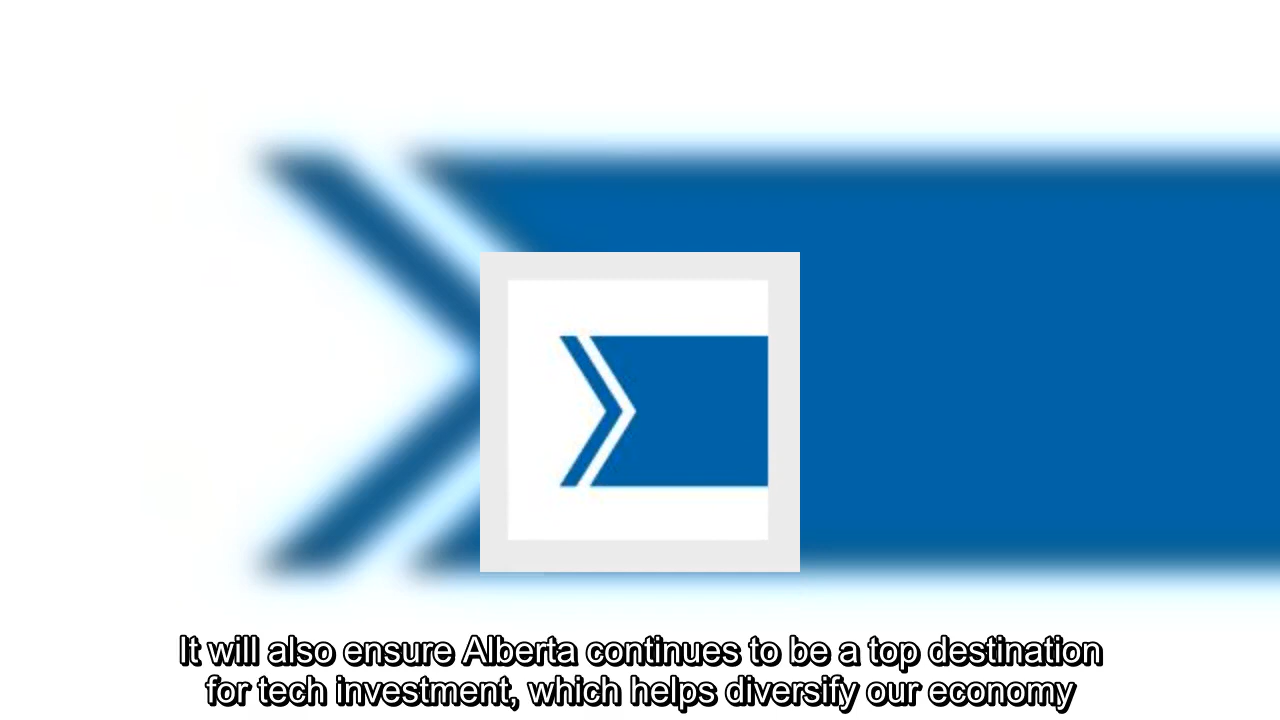 It will also ensure Alberta continues to be a top destination
for tech investment, which helps diversify our economy